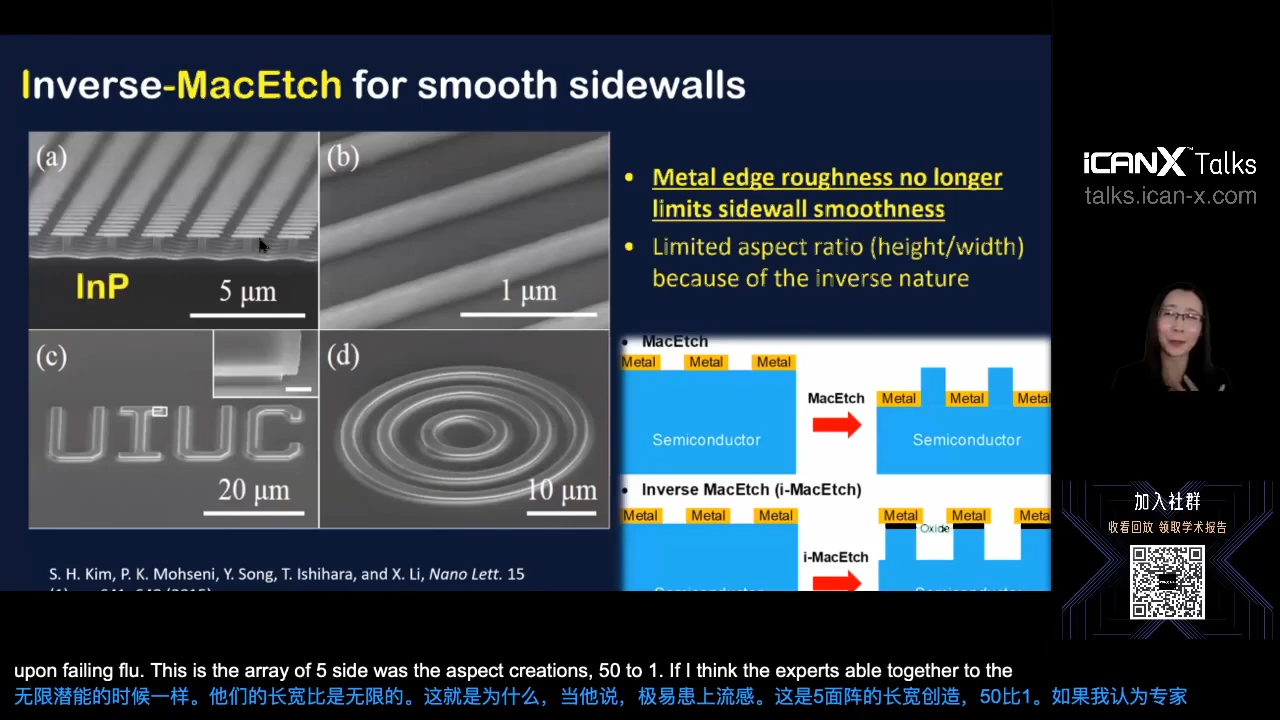 Inverse-MacEtch for smooth sidewalls
(a)
InP
5 μm
(b)
1 μm
(c)
UIUC
20 μm
(d)
10 μm
• Metal edge roughness no longer
limits sidewall smoothness
• Limited aspect ratio (height/width)
because of the inverse nature
• MacEtch
Metal Metal Metal
Semiconductor
MacEtch
Metal Metal Metal
Semiconductor
• Inverse MacEtch (i-MacEtch)
Metal Metal Metal
i-MacEtch
Metal Metal Metal
Oxide
S. H. Kim, P. K. Mohseni, Y. Song, T. Ishihara, and X. Li, Nano Lett. 15
iCANX™ Talks
talks.ican-x.com
加入社群
收看回放 领取学术报告
upon failing flu. This is the array of 5 side was the aspect creations, 50 to 1. If I think the experts able together to the
无限潜能的时候一样。他们的长宽比是无限的。这就是为什么，当他说，极易患上流感。这是5面阵的长宽创造，50比1。如果我认为专家